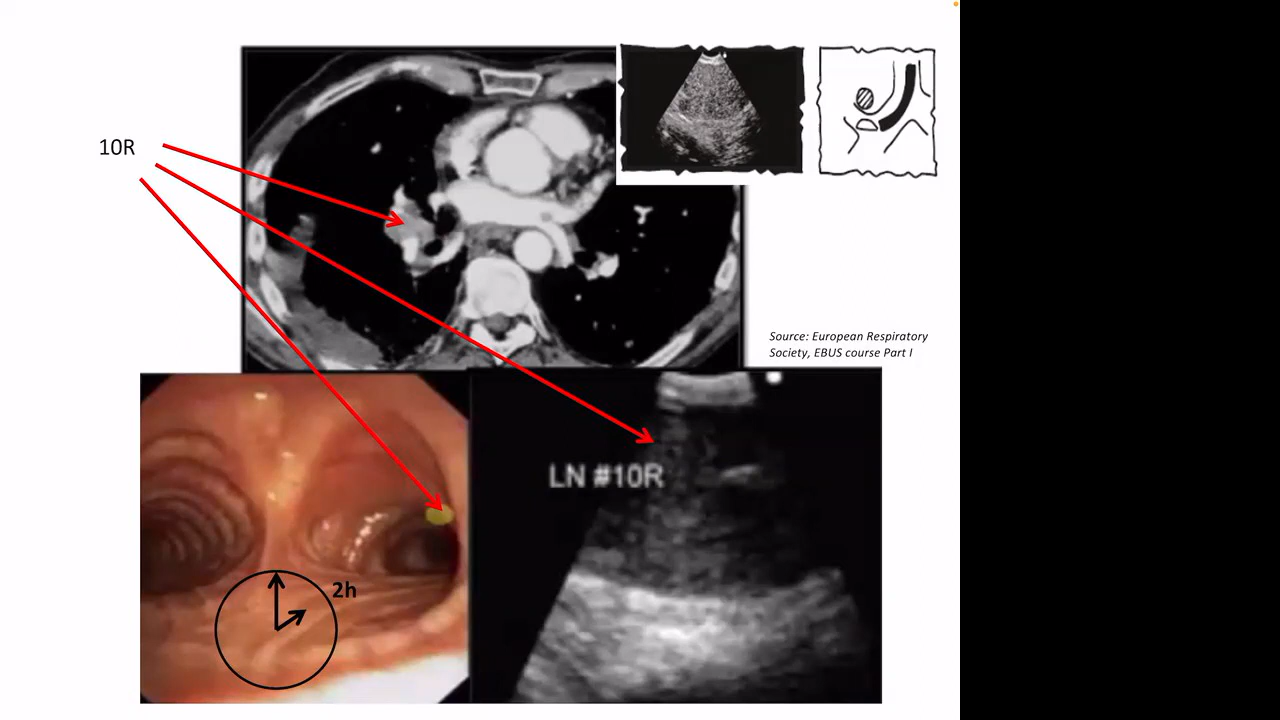 10R
Source: European Respiratory
Society, EBUS course Part I
LN #10R
2h